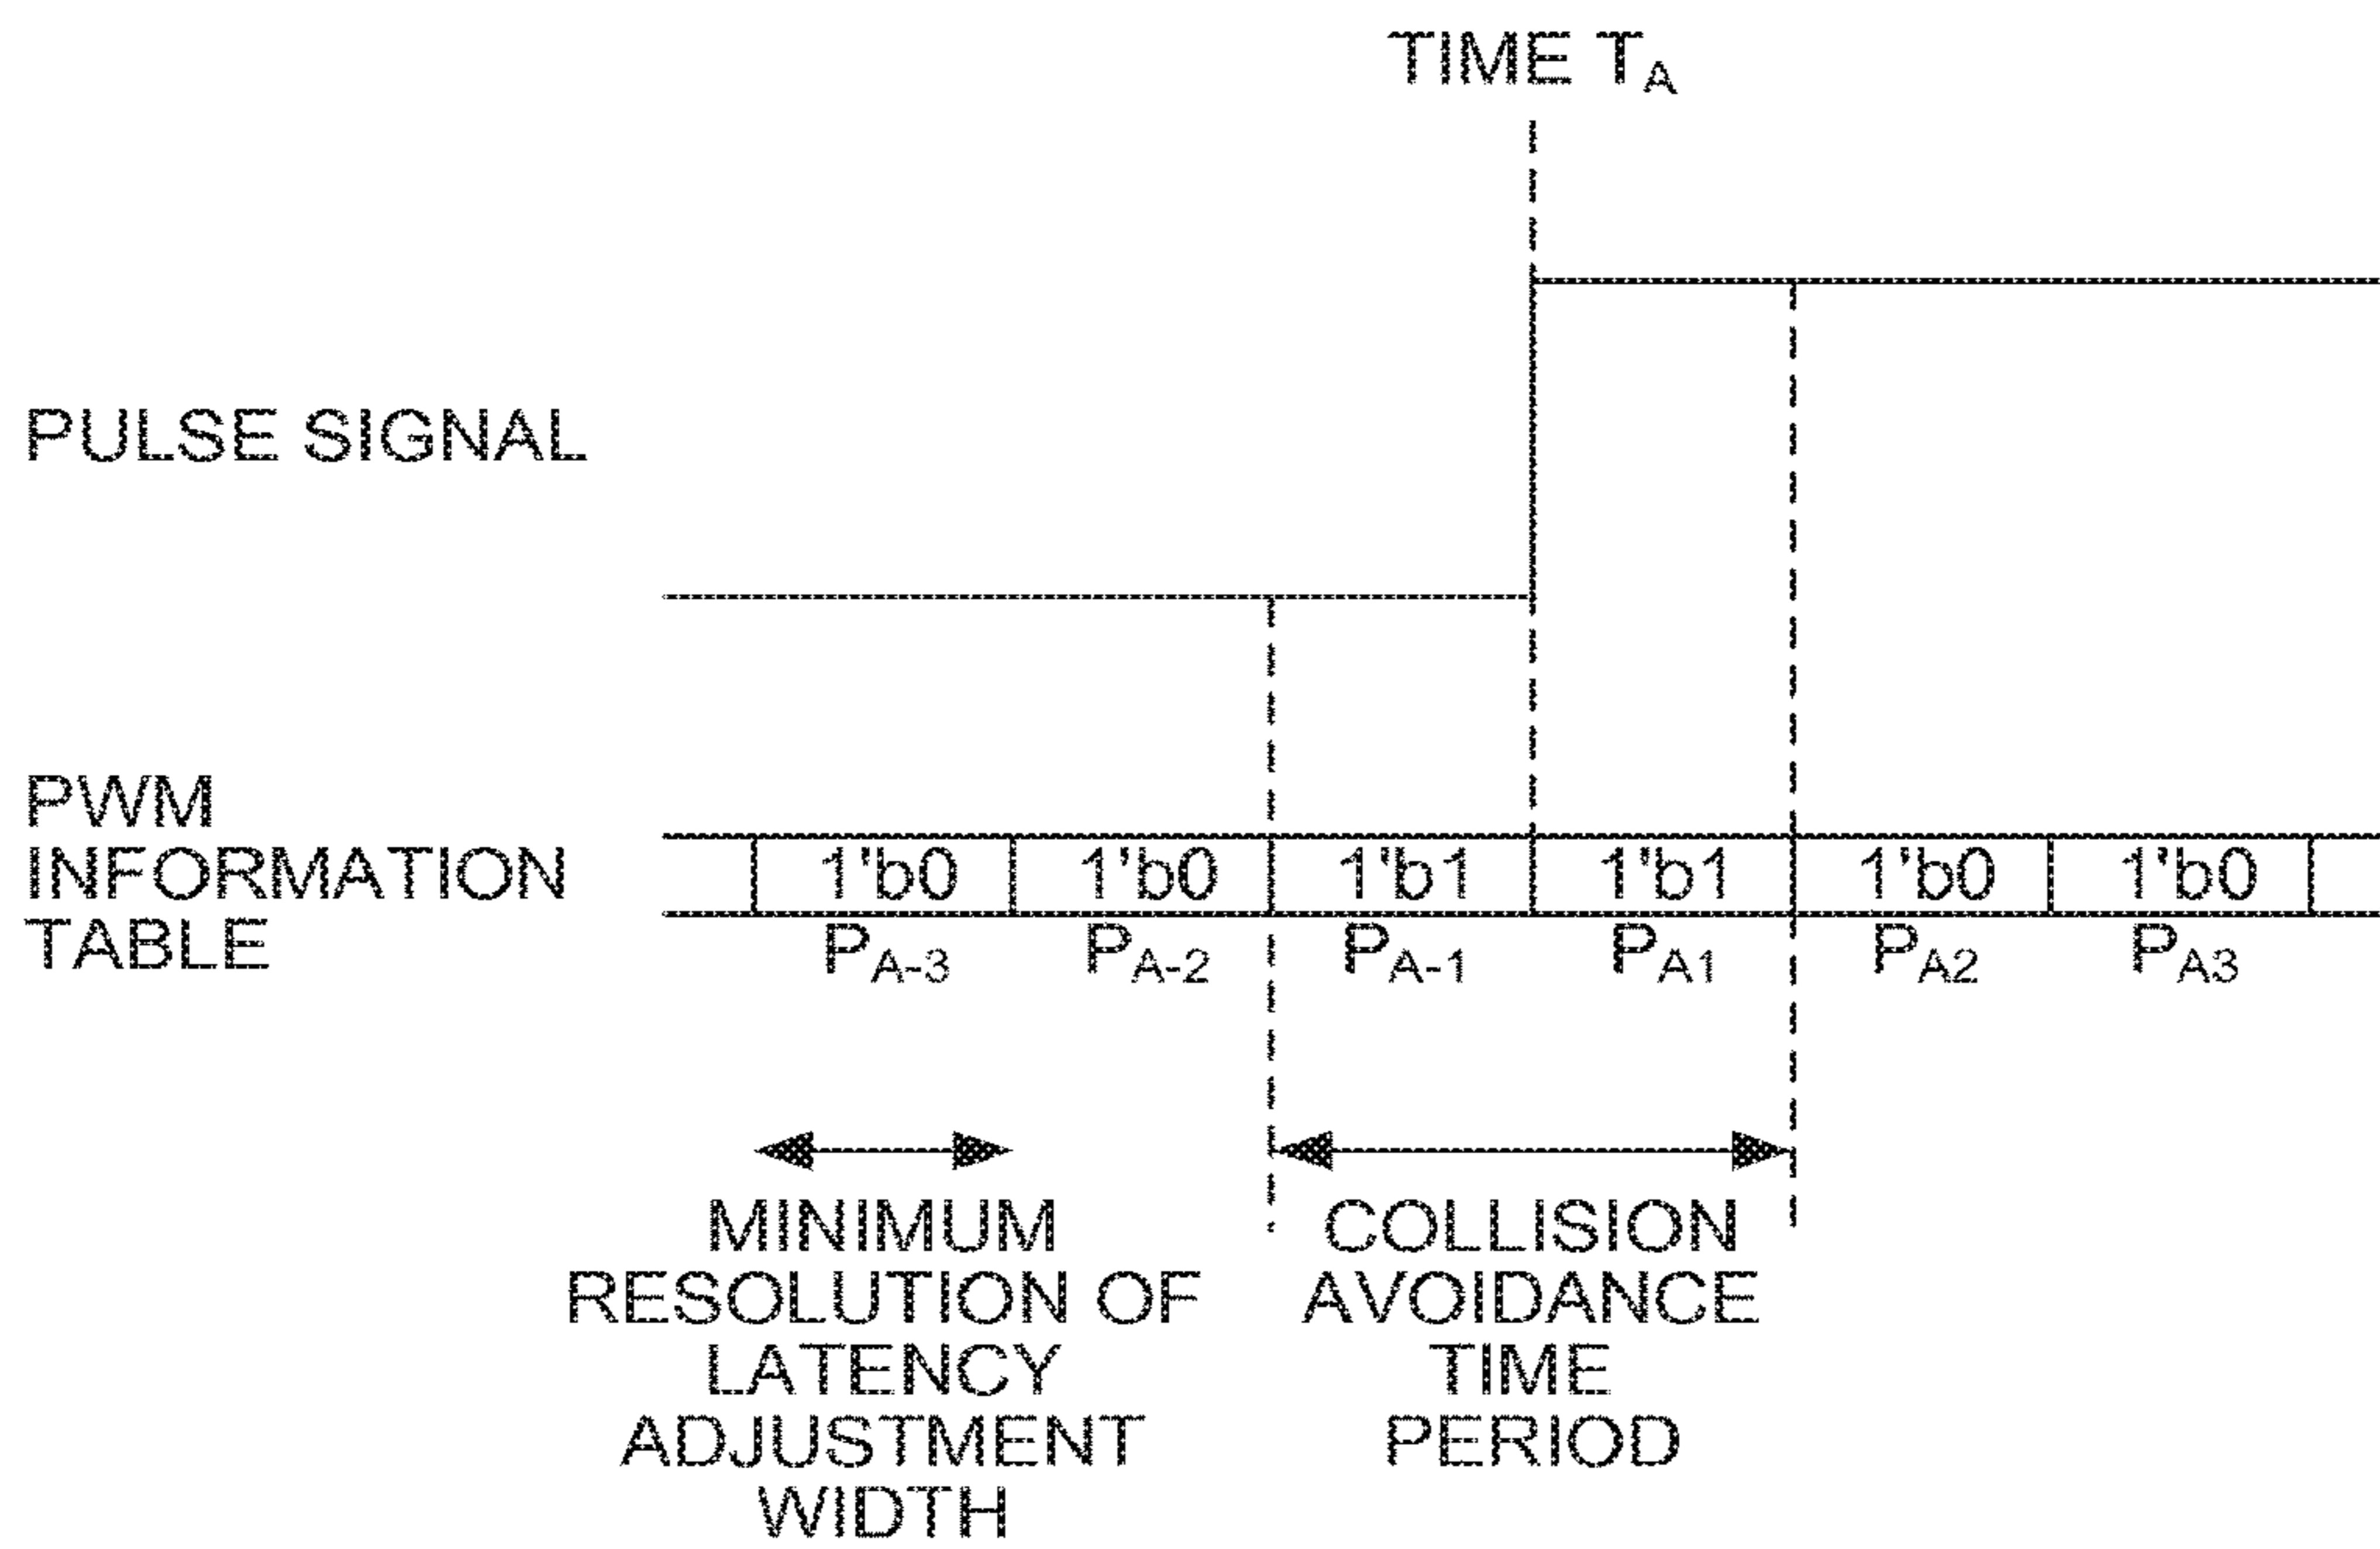 TIME TA
PULSE SIGNAL
PWM
INFORMATION
TABLE
1'b0 1'b0 1'b1 1'b1 1'b0 1'b0
PA-3 PA-2 PA-1 PA1 PA2 PA3
MINIMUM
RESOLUTION OF
LATENCY
ADJUSTMENT
WIDTH
COLLISION
AVOIDANCE
TIME
PERIOD